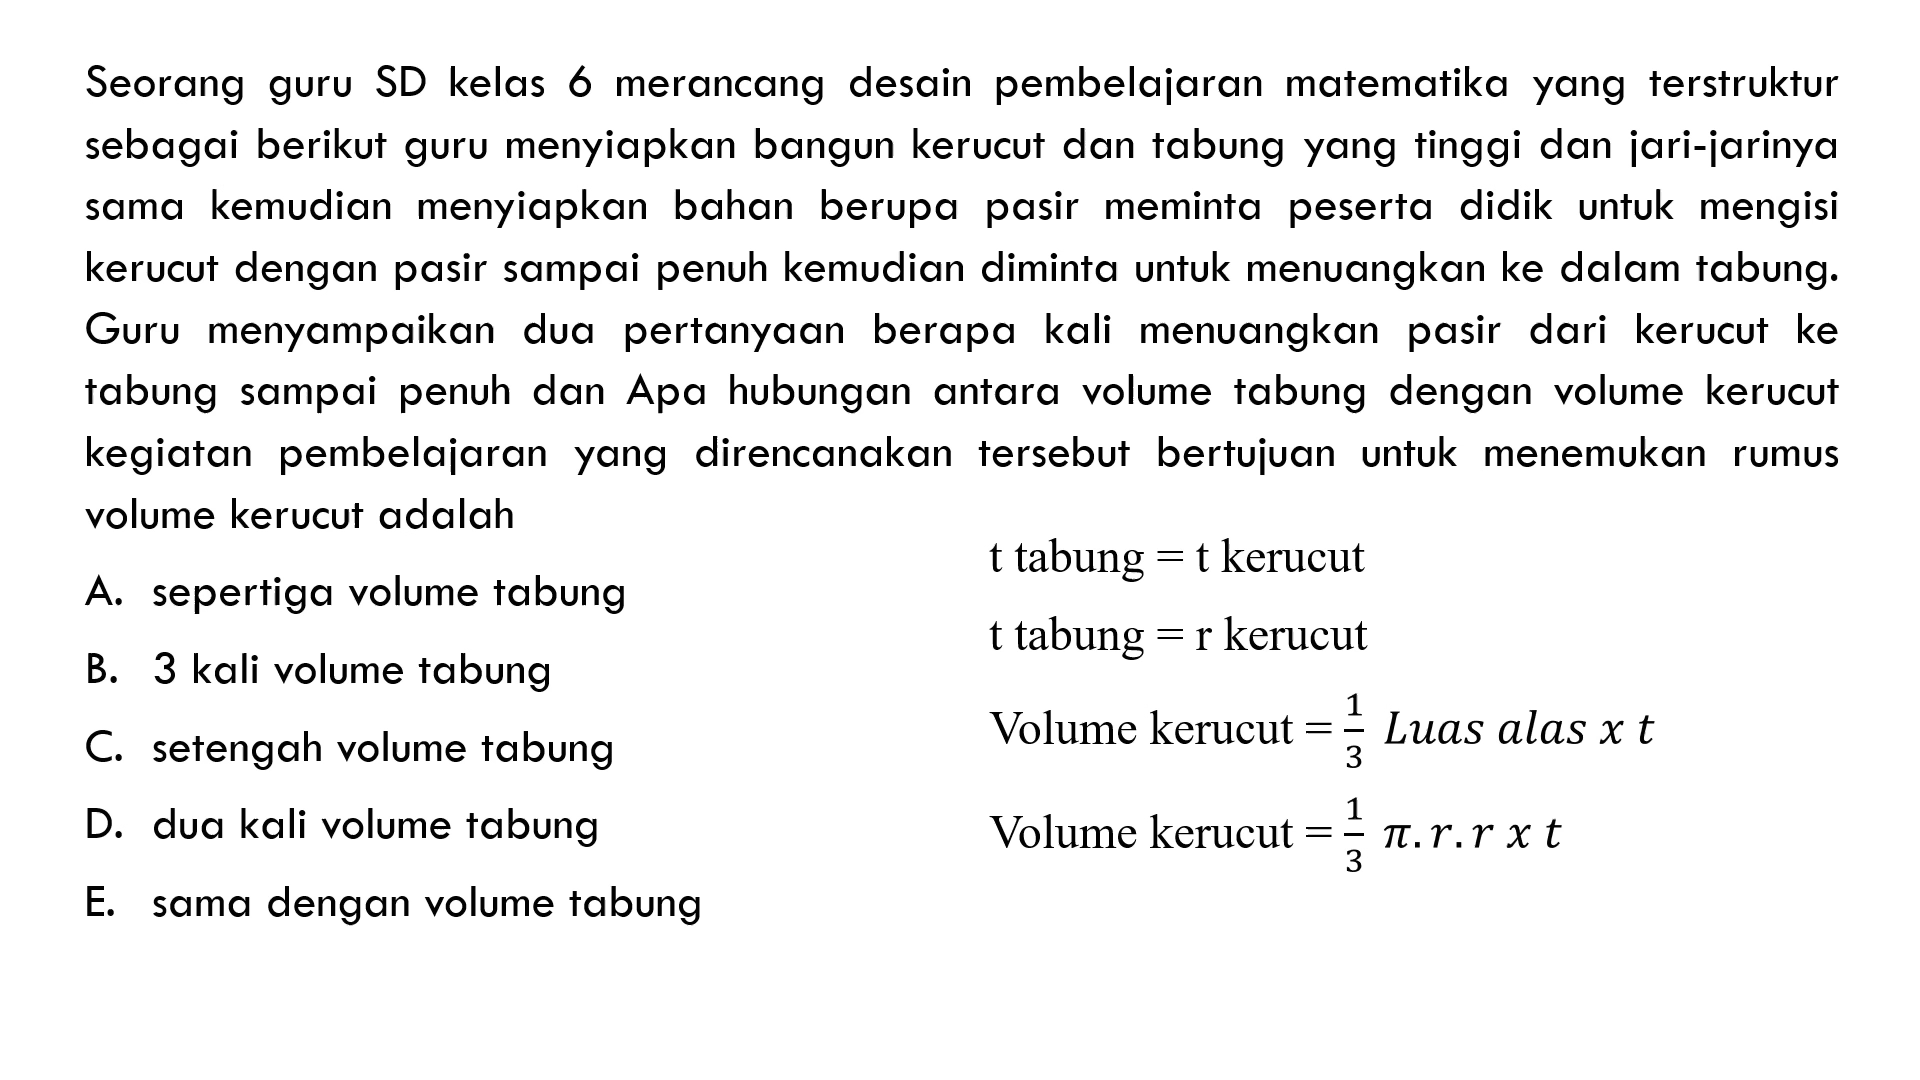 Seorang guru SD kelas 6 merancang desain pembelajaran matematika yang terstruktur
sebagai berikut guru menyiapkan bangun kerucut dan tabung yang tinggi dan jari-jarinya
sama kemudian menyiapkan bahan berupa pasir meminta peserta didik untuk mengisi
kerucut dengan pasir sampai penuh kemudian diminta untuk menuangkan ke dalam tabung.
Guru menyampaikan dua pertanyaan berapa kali menuangkan pasir dari kerucut ke
tabung sampai penuh dan Apa hubungan antara volume tabung dengan volume kerucut
kegiatan pembelajaran yang direncanakan tersebut bertujuan untuk menemukan rumus
volume kerucut adalah
A. sepertiga volume tabung
B. 3 kali volume tabung
C. setengah volume tabung
D. dua kali volume tabung
E. sama dengan volume tabung
t tabung = t kerucut
t tabung = r kerucut
Volume kerucut = 1/3 Luas alas x t
Volume kerucut = 1/3 π.r.r x t